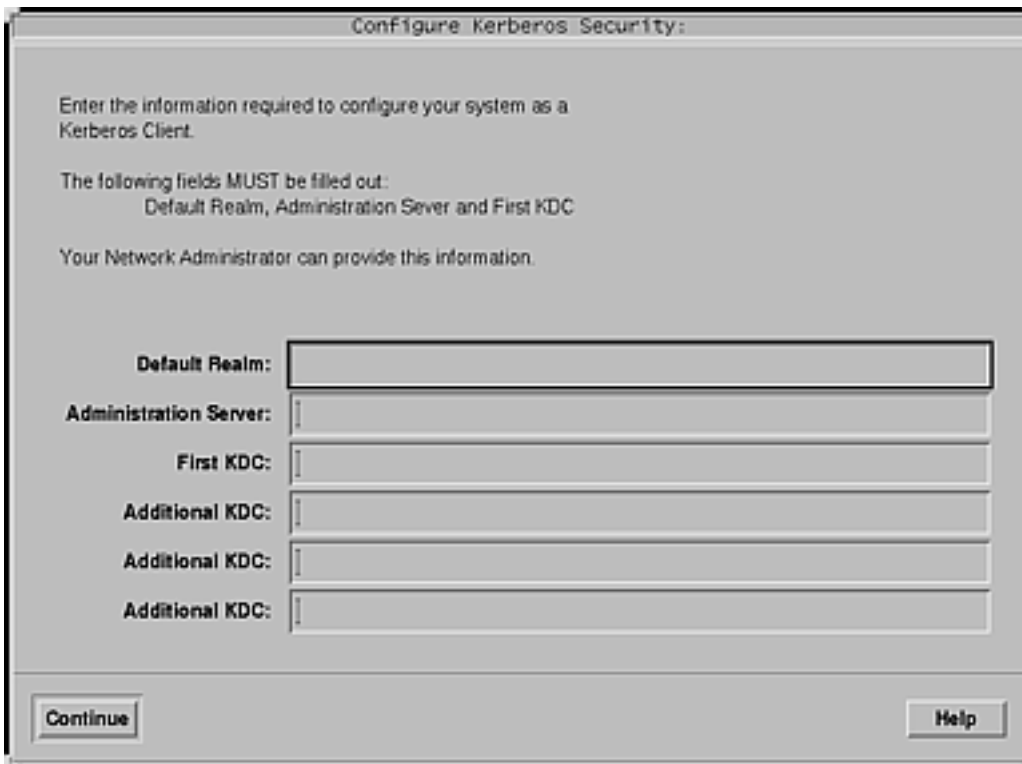 Configure Kerberos Security:
Enter the information required to configure your system as a
Kerberos Client.
The following fields MUST be filled out:
Default Realm, Administration Sever and First KDC
Your Network Administrator can provide this information.
Default Realm:
Administration Server:
First KDC:
Additional KDC:
Additional KDC:
Additional KDC:
Continue
Help